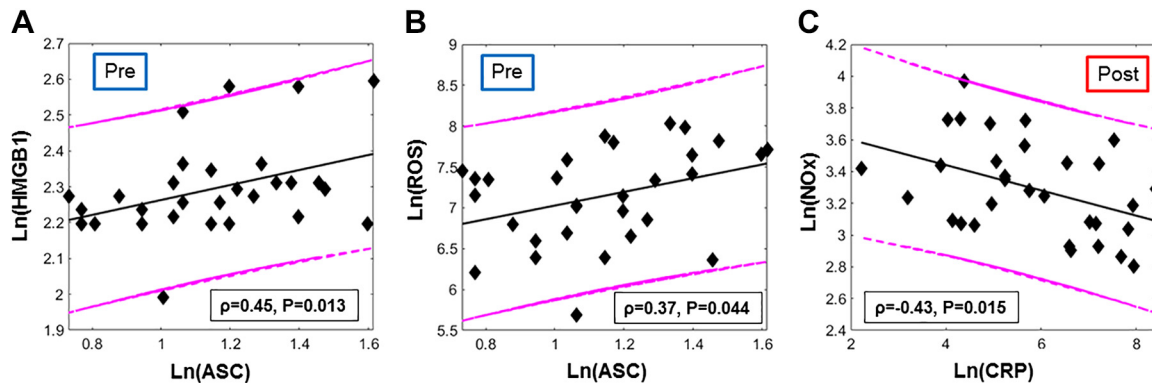 A
Pre
Ln(HMGB1)
2.7
2.6
2.5
2.4
2.3
2.2
2.1
2
1.9
ρ=0.45, P=0.013
0.8
1
1.2
1.4
1.6
Ln(ASC)
B
Pre
Ln(ROS)
9
8.5
8
7.5
7
6.5
6
5.5
ρ=0.37, P=0.044
0.8
1
1.2
1.4
1.6
Ln(ASC)
C
Post
Ln(NOx)
4.2
4
3.8
3.6
3.4
3.2
3.0
2.8
2.6
2.4
ρ=-0.43, P=0.015
2
4
6
8
Ln(CRP)